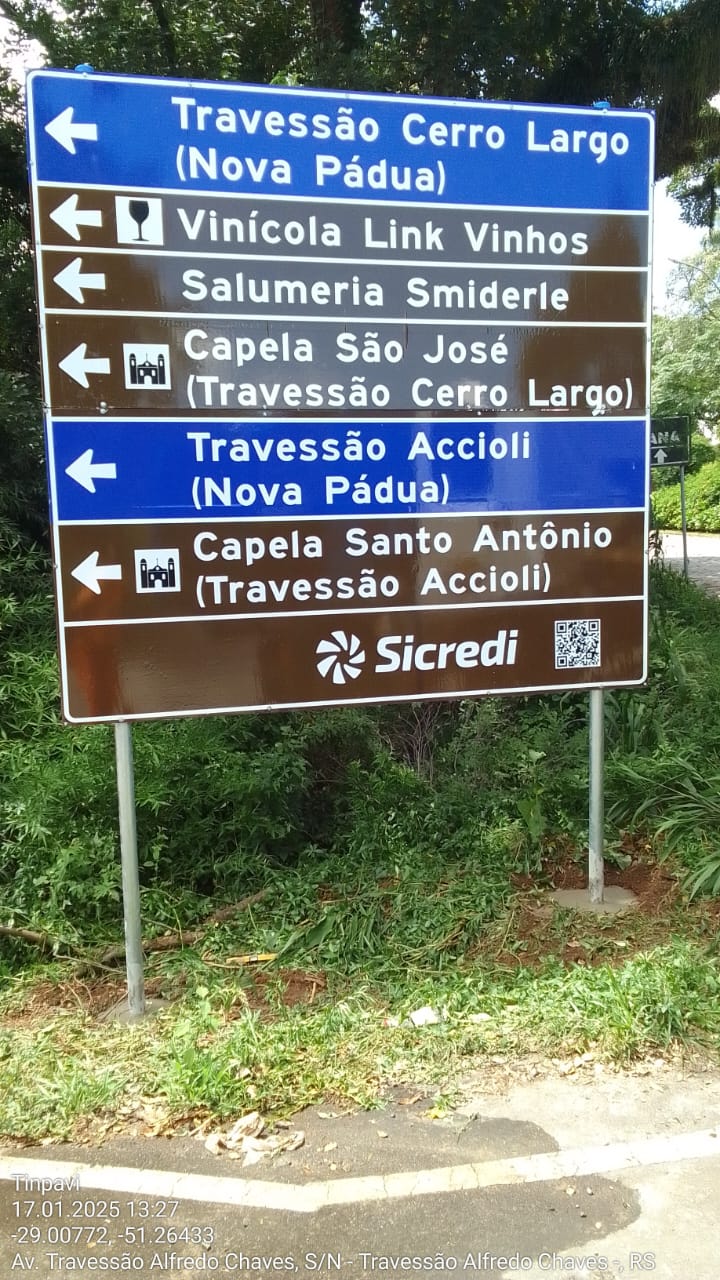 Travessão Cerro Largo
(Nova Pádua)
Vinícola Link Vinhos
Salumeria Smiderle
Capela São José
(Travessão Cerro Largo)
Travessão Accioli
(Nova Pádua)
Capela Santo Antônio
(Travessão Accioli)
Sicredi
ANA
Tinpavi
17.01.2025 13:27
-29.00772, -51.26433
Av. Travessão Alfredo Chaves, S/N - Travessão Alfredo Chaves -, RS